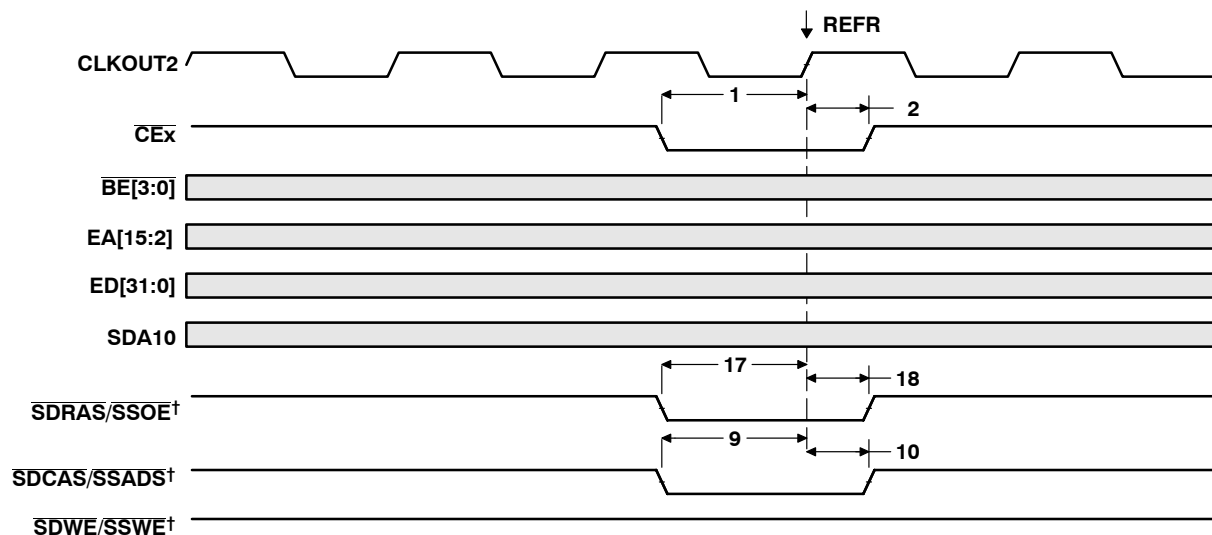 REFR
CLKOUT2
1
2
CEx
BE[3:0]
EA[15:2]
ED[31:0]
SDA10
17
18
SDRAS/SSOE†
9
10
SDCAS/SSADS†
SDWE/SSWE†